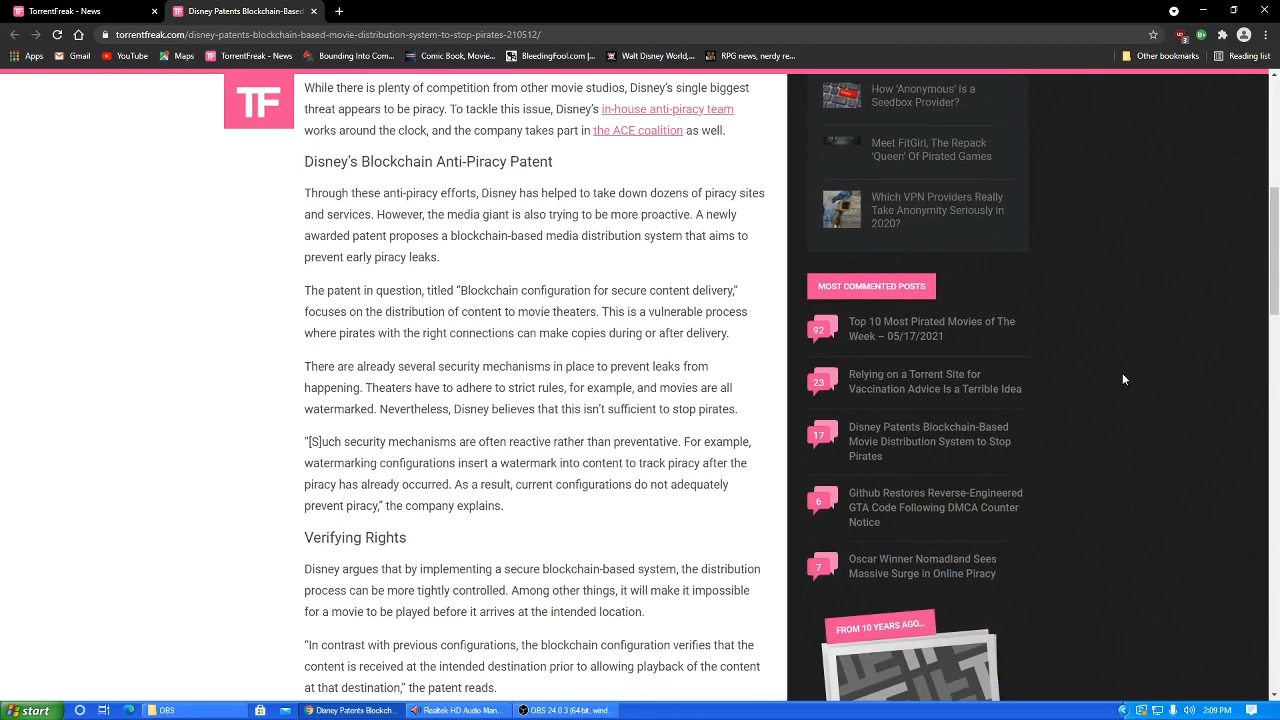 TorrentFreak - News
Disney Patents Blockchain-Based
torrentfreak.com/disney-patents-blockchain-based-movie-distribution-system-to-stop-pirates-210512/
3
Apps
Gmail
YouTube
Maps
TorrentFreak - News
Bounding Into Com...
Comic Book, Movie...
BleedingFool.com |...
Walt Disney World,...
RPG news, nerdy re...
Other bookmarks
Reading list
TF
While there is plenty of competition from other movie studios, Disney's single biggest
threat appears to be piracy. To tackle this issue, Disney's in-house anti-piracy team
works around the clock, and the company takes part in the ACE coalition as well.
Disney's Blockchain Anti-Piracy Patent
Through these anti-piracy efforts, Disney has helped to take down dozens of piracy sites
and services. However, the media giant is also trying to be more proactive. A newly
awarded patent proposes a blockchain-based media distribution system that aims to
prevent early piracy leaks.
The patent in question, titled “Blockchain configuration for secure content delivery,”
focuses on the distribution of content to movie theaters. This is a vulnerable process
where pirates with the right connections can make copies during or after delivery.
There are already several security mechanisms in place to prevent leaks from
happening. Theaters have to adhere to strict rules, for example, and movies are all
watermarked. Nevertheless, Disney believes that this isn't sufficient to stop pirates.
“[S]uch security mechanisms are often reactive rather than preventative. For example,
watermarking configurations insert a watermark into content to track piracy after the
piracy has already occurred. As a result, current configurations do not adequately
prevent piracy,” the company explains.
Verifying Rights
Disney argues that by implementing a secure blockchain-based system, the distribution
process can be more tightly controlled. Among other things, it will make it impossible
for a movie to be played before it arrives at the intended location.
“In contrast with previous configurations, the blockchain configuration verifies that the
content is received at the intended destination prior to allowing playback of the content
at that destination,” the patent reads.
How 'Anonymous' is a
Seedbox Provider?
Meet FitGirl, The Repack
'Queen' Of Pirated Games
Which VPN Providers Really
Take Anonymity Seriously in
2020?
MOST COMMENTED POSTS
92
Top 10 Most Pirated Movies of The
Week – 05/17/2021
23
Relying on a Torrent Site for
Vaccination Advice Is a Terrible Idea
17
Disney Patents Blockchain-Based
Movie Distribution System to Stop
Pirates
6
Github Restores Reverse-Engineered
GTA Code Following DMCA Counter
Notice
7
Oscar Winner Nomadland Sees
Massive Surge in Online Piracy
FROM 10 YEARS AGO...
start
OBS
Disney Patents Blockch...
Realtek HD Audio Man...
OBS 24.0.3 (64-bit, wind...
2:09 PM